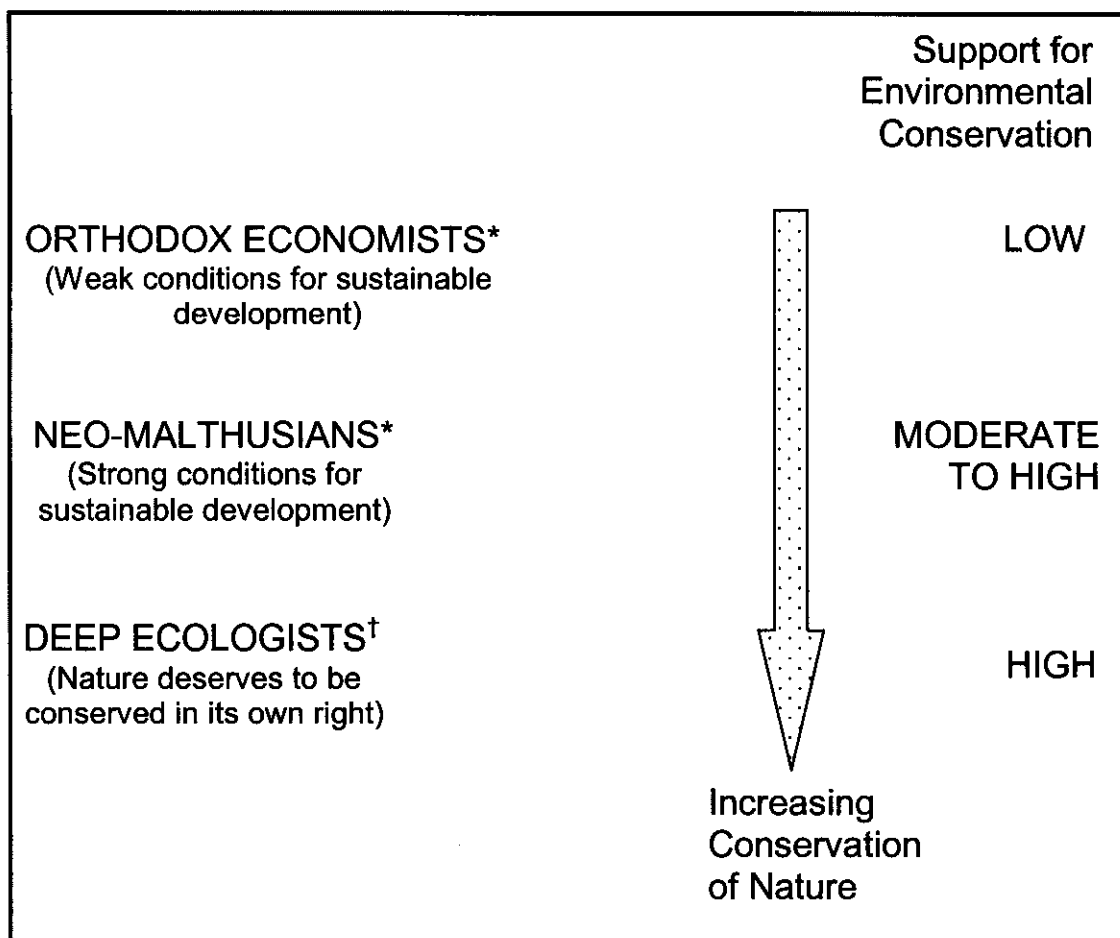 Support for
Environmental
Conservation
ORTHODOX ECONOMISTS*
(Weak conditions for sustainable
development)
LOW
NEO-MALTHUSIANS*
(Strong conditions for
sustainable development)
MODERATE
TO HIGH
DEEP ECOLOGISTS†
(Nature deserves to be
conserved in its own right)
HIGH
Increasing
Conservation
of Nature